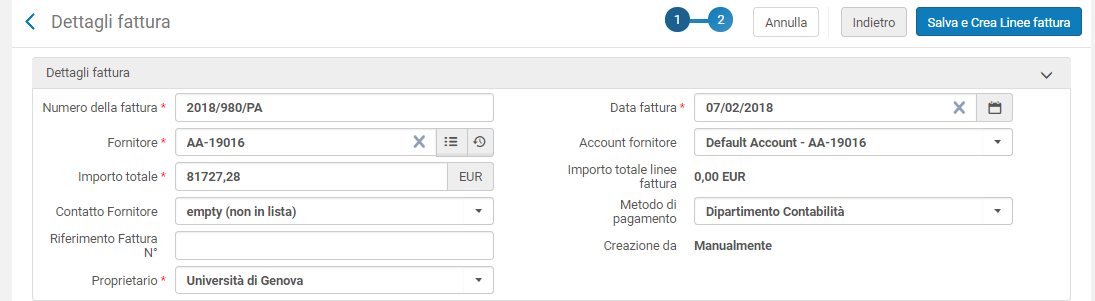 Dettagli fattura
1
2
Annulla
Indietro
Salva e Crea Linee fattura
Dettagli fattura
Numero della fattura * 2018/980/PA
Data fattura * 07/02/2018
Fornitore * AA-19016
Account fornitore Default Account - AA-19016
Importo totale * 81727,28 EUR
Importo totale linee
fattura
0,00 EUR
Contatto Fornitore empty (non in lista)
Metodo di
pagamento
Dipartimento Contabilità
Riferimento Fattura
N°
Creazione da Manualmente
Proprietario * Università di Genova